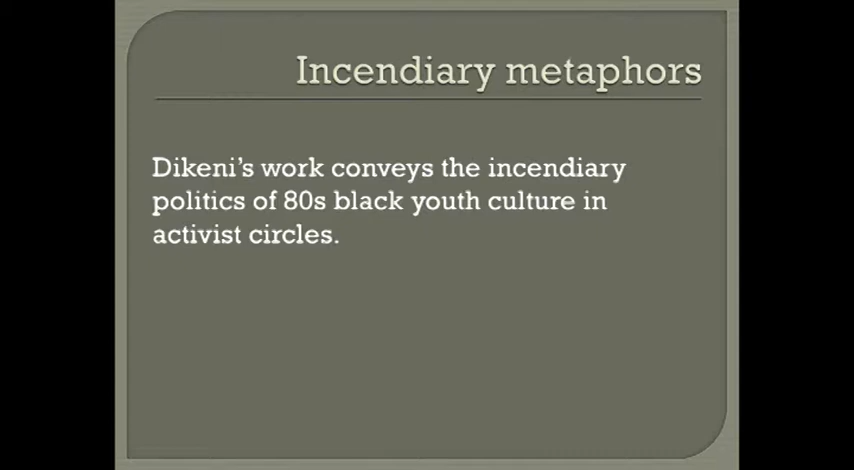 Incendiary metaphors
Dikeni’s work conveys the incendiary
politics of 80s black youth culture in
activist circles.